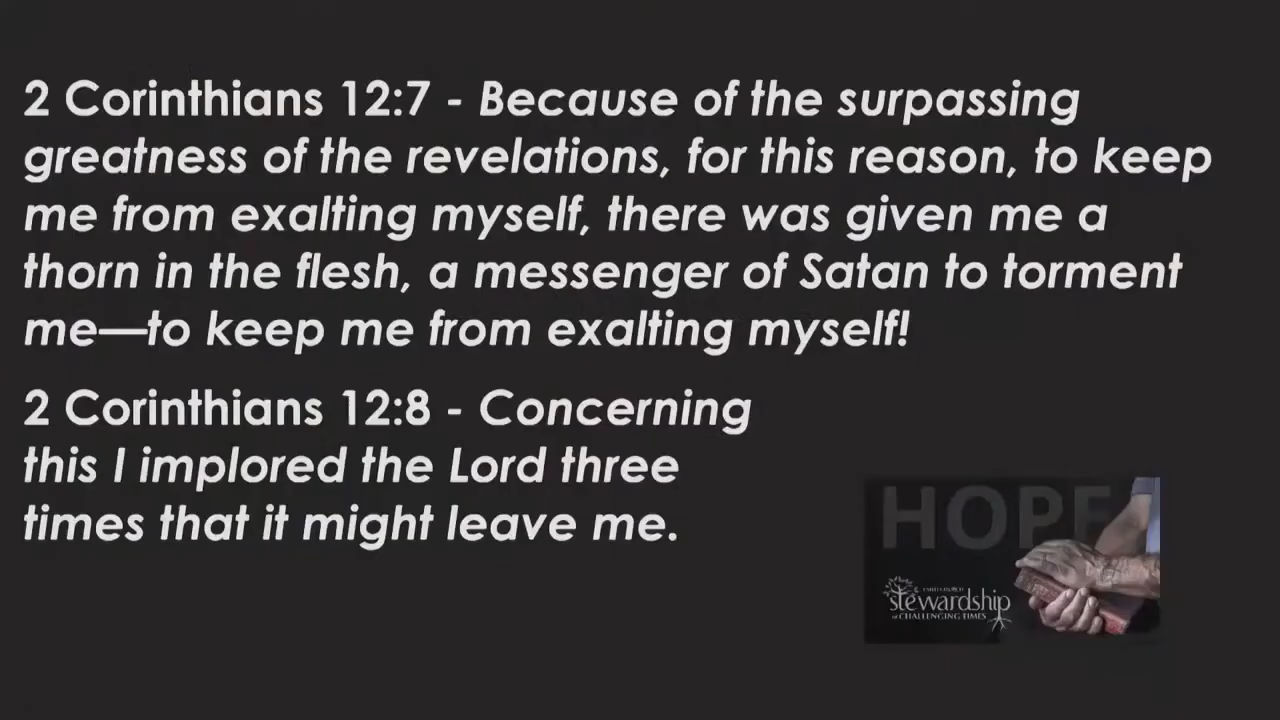 2 Corinthians 12:7 - Because of the surpassing
greatness of the revelations, for this reason, to keep
me from exalting myself, there was given me a
thorn in the flesh, a messenger of Satan to torment
me—to keep me from exalting myself!
2 Corinthians 12:8 - Concerning
this I implored the Lord three
times that it might leave me.
HOPE
stewardship
CHALLENGING TIMES